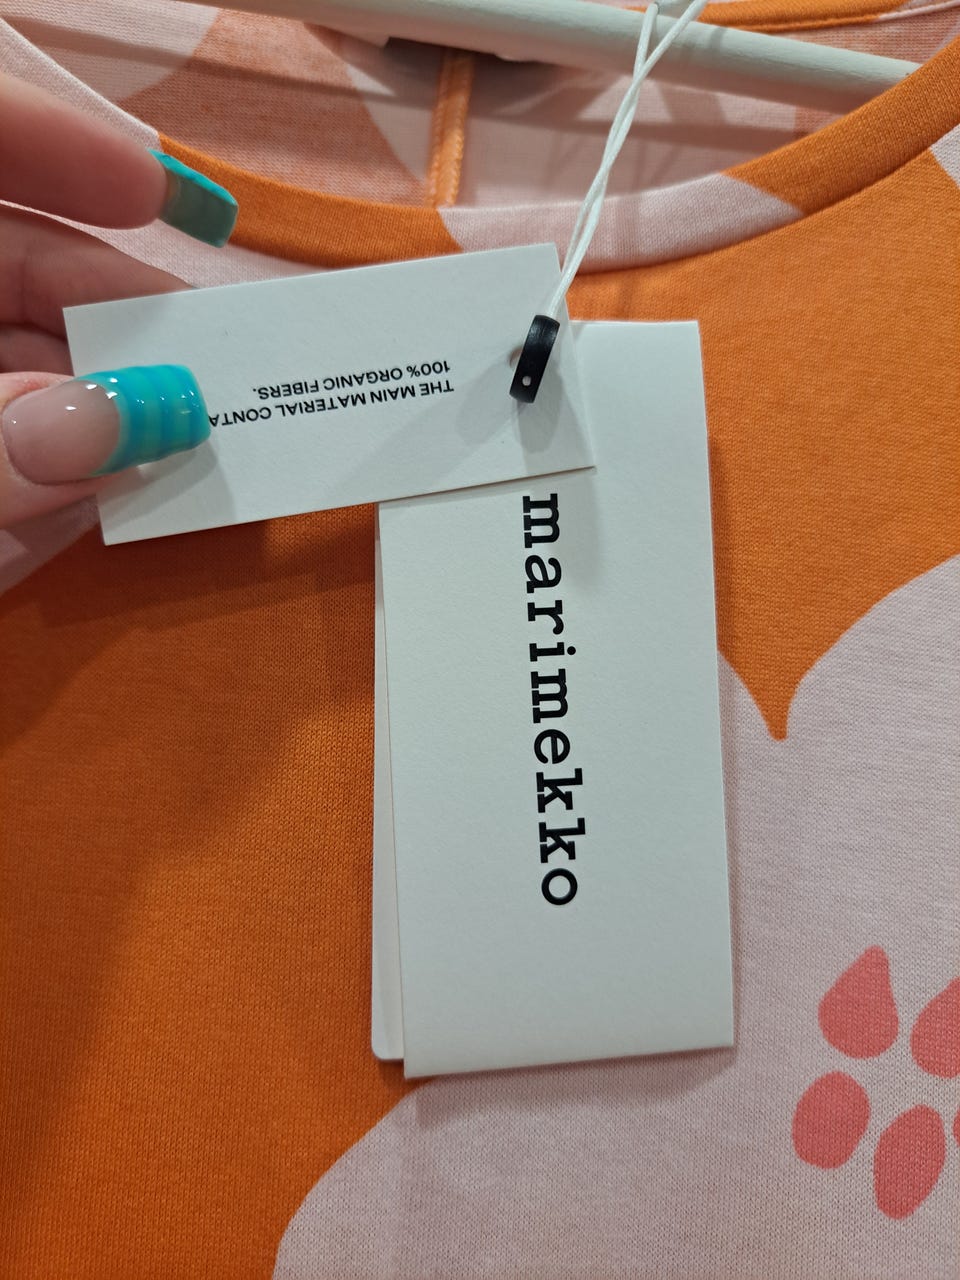 THE MAIN MATERIAL CONTA
100% ORGANIC FIBERS.
marimekko